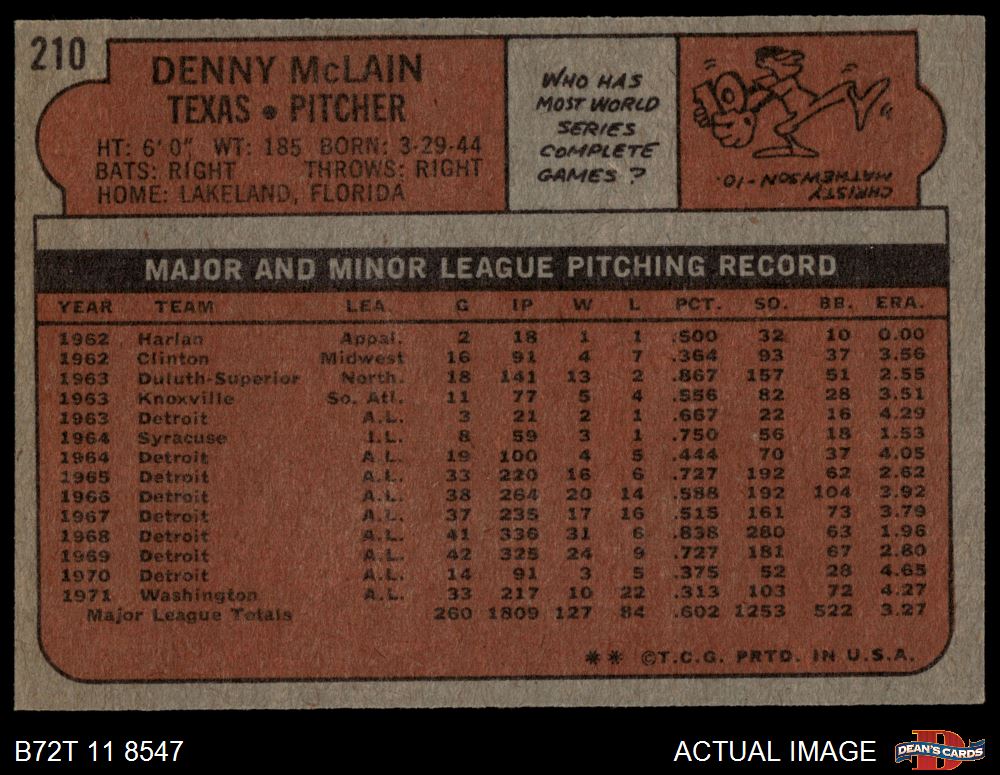 210
DENNY McLAIN
TEXAS • PITCHER
HT: 6'0" WT: 185 BORN: 3-29-44
BATS: RIGHT THROWS: RIGHT
HOME: LAKELAND, FLORIDA
WHO HAS
MOST WORLD
SERIES
COMPLETE
GAMES?
10
CHRISTY
MATHEWSON-10.
MAJOR AND MINOR LEAGUE PITCHING RECORD
YEAR TEAM LEA. G IP W L PCT. SO. BB. ERA.
1962 Harlan Appal. 2 18 1 1 .500 32 10 0.00
1962 Clinton Midwest 16 91 4 7 .364 93 37 3.56
1963 Duluth-Superior North. 18 141 13 2 .867 157 51 2.55
1963 Knoxville So. Atl. 11 77 5 4 .556 82 28 3.51
1963 Detroit A.L. 3 21 2 1 .667 22 16 4.29
1964 Syracuse I.L. 8 59 3 1 .750 56 18 1.53
1964 Detroit A.L. 19 100 4 5 .444 70 37 4.05
1965 Detroit A.L. 33 220 16 6 .727 192 62 2.62
1966 Detroit A.L. 38 264 20 14 .588 192 104 3.92
1967 Detroit A.L. 37 235 17 16 .515 161 73 3.79
1968 Detroit A.L. 41 336 31 6 .838 280 63 1.96
1969 Detroit A.L. 42 325 24 9 .727 181 67 2.80
1970 Detroit A.L. 14 91 3 5 .375 52 28 4.65
1971 Washington A.L. 33 217 10 22 .313 103 72 4.27
Major League Totals 260 1809 127 84 .602 1253 522 3.27
** ©T.C.G. PRTD. IN U.S.A.
B72T 11 8547
ACTUAL IMAGE
DEAN'S CARDS